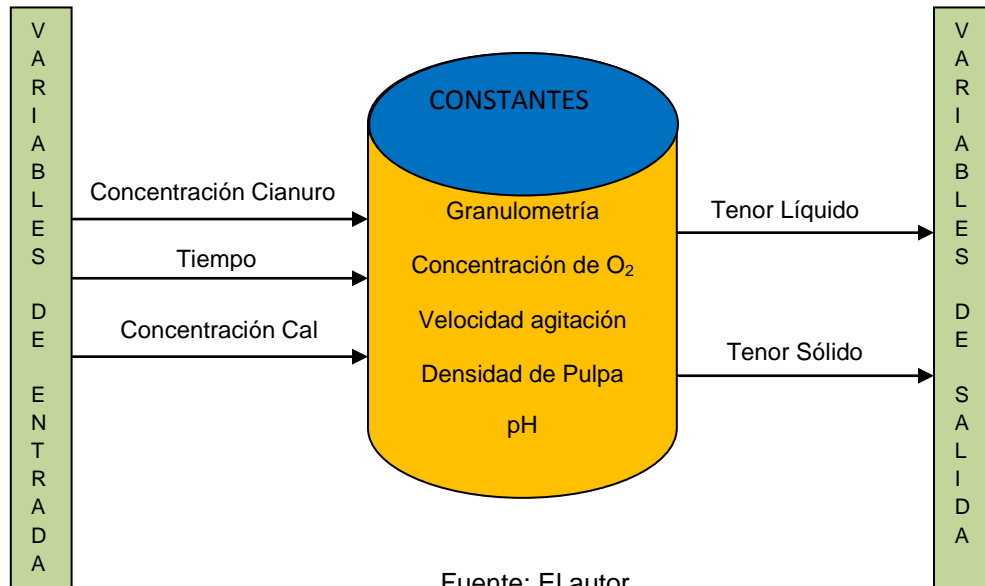 VARIABLES DE ENTRADA
CONSTANTES
Concentración Cianuro
Tiempo
Concentración Cal
Granulometría
Concentración de O₂
Velocidad agitación
Densidad de Pulpa
pH
Tenor Líquido
Tenor Sólido
VARIABLES DE SALIDA
Fuente: El autor